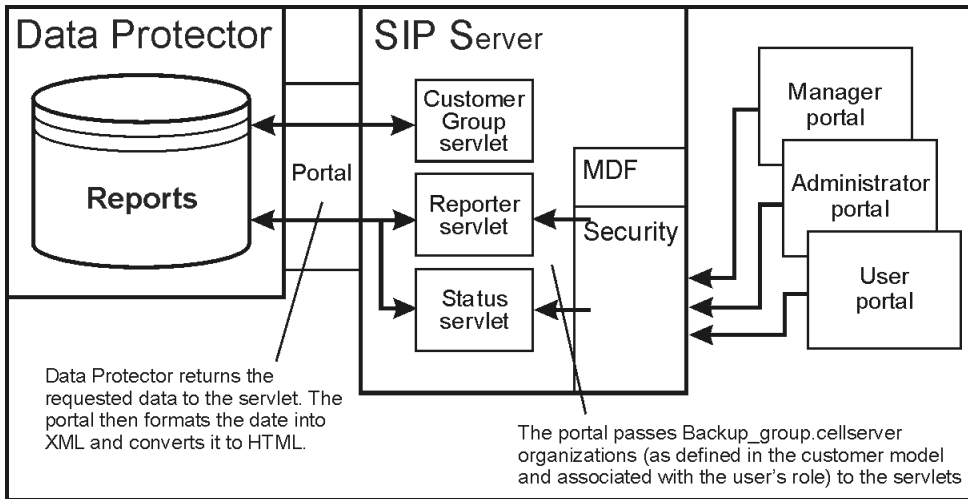 Data Protector
SIP Server
Customer
Group
servlet
Manager
portal
MDF
Portal
Administrator
portal
Reports
Reporter
servlet
Security
User
portal
Status
servlet
Data Protector returns the
requested data to the servlet. The
portal then formats the date into
XML and converts it to HTML.
The portal passes Backup_group.cellserver
organizations (as defined in the customer model
and associated with the user's role) to the servlets